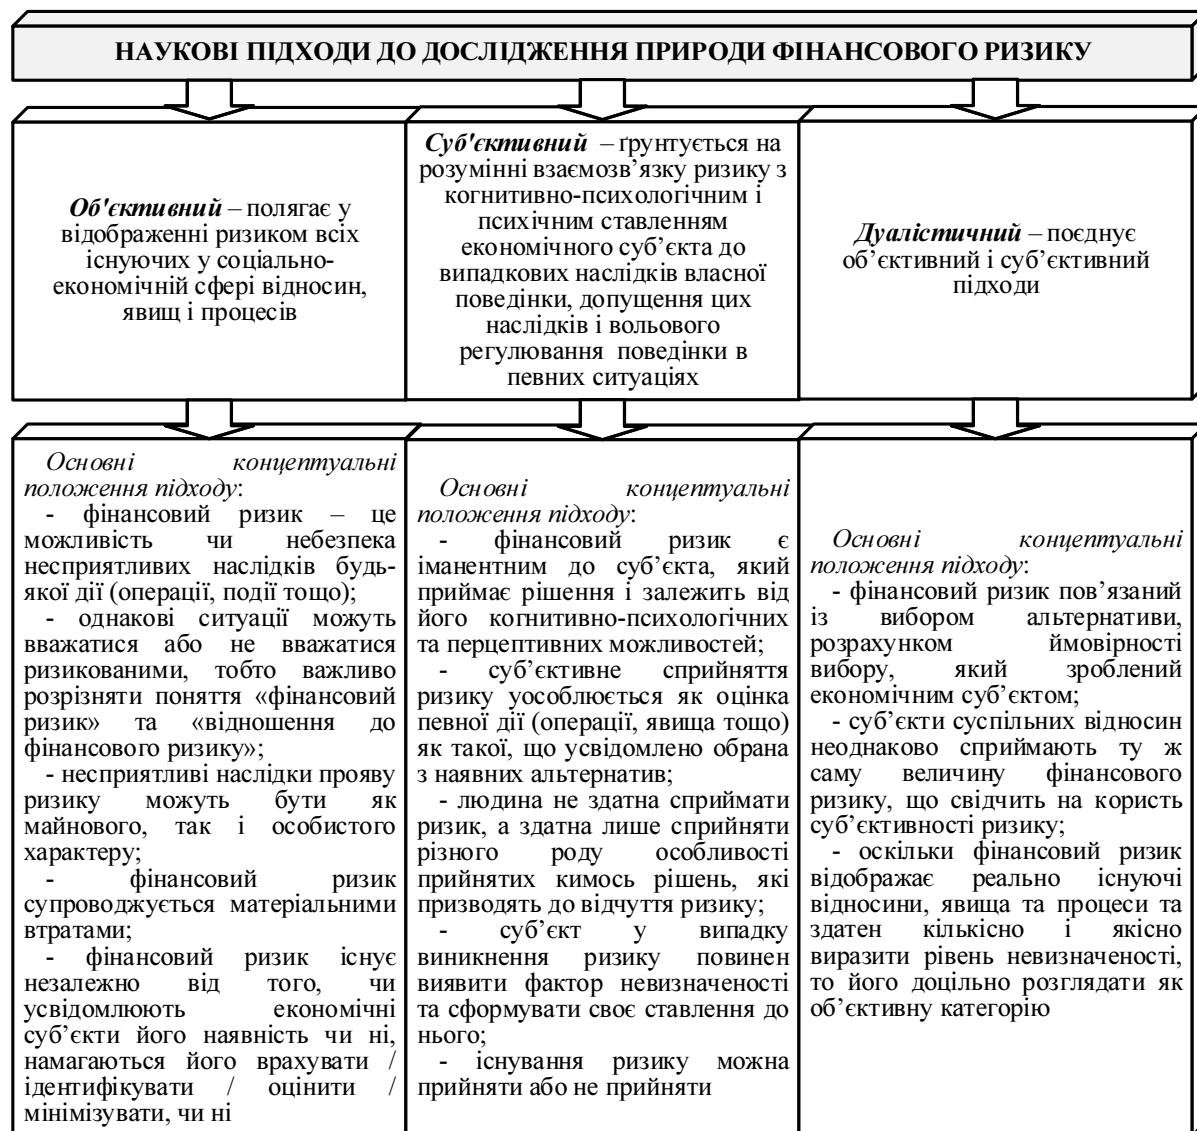 НАУКОВІ ПІДХОДИ ДО ДОСЛІДЖЕННЯ ПРИРОДИ ФІНАНСОВОГО РИЗИКУ
Об'єктивний – полягає у
відображенні ризиком всіх
існуючих у соціально-
економічній сфері відносин,
явищ і процесів
Суб'єктивний – ґрунтується на
розумінні взаємозв’язку ризику з
когнитивно-психологічним і
психічним ставленням
економічного суб’єкта до
випадкових наслідків власної
поведінки, допущення цих
наслідків і вольового
регулювання поведінки в
певних ситуаціях
Дуалістичний – поєднує
об’єктивний і суб’єктивний
підходи
Основні концептуальні
положення підходу:
- фінансовий ризик – це
можливість чи небезпека
несприятливих наслідків будь-
якої дії (операції, події тощо);
- однакові ситуації можуть
вважатися або не вважатися
ризикованими, тобто важливо
розрізняти поняття «фінансовий
ризик» та «відношення до
фінансового ризику»;
- несприятливі наслідки прояву
ризику можуть бути як
майнового, так і особистого
характеру;
- фінансовий ризик
супроводжується матеріальними
втратами;
- фінансовий ризик існує
незалежно від того, чи
усвідомлюють економічні
суб’єкти його наявність чи ні,
намагаються його врахувати /
ідентифікувати / оцінити /
мінімізувати, чи ні
Основні концептуальні
положення підходу:
- фінансовий ризик є
іманентним до суб’єкта, який
приймає рішення і залежить від
його когнитивно-психологічних
та перцептивних можливостей;
- суб’єктивне сприйняття
ризику уособлюється як оцінка
певної дії (операції, явища тощо)
як такої, що усвідомлено обрана
з наявних альтернатив;
- людина не здатна сприймати
ризик, а здатна лише сприйняти
різного роду особливості
прийнятих кимось рішень, які
призводять до відчуття ризику;
- суб’єкт у випадку
виникнення ризику повинен
виявити фактор невизначеності
та сформувати своє ставлення до
нього;
- існування ризику можна
прийняти або не прийняти
Основні концептуальні
положення підходу:
- фінансовий ризик пов’язаний
із вибором альтернативи,
розрахунком ймовірності
вибору, який зроблений
економічним суб’єктом;
- суб’єкти суспільних відносин
неоднаково сприймають ту ж
саму величину фінансового
ризику, що свідчить на користь
суб’єктивності ризику;
- оскільки фінансовий ризик
відображає реально існуючі
відносини, явища та процеси та
здатен кількісно і якісно
виразити рівень невизначеності,
то його доцільно розглядати як
об’єктивну категорію